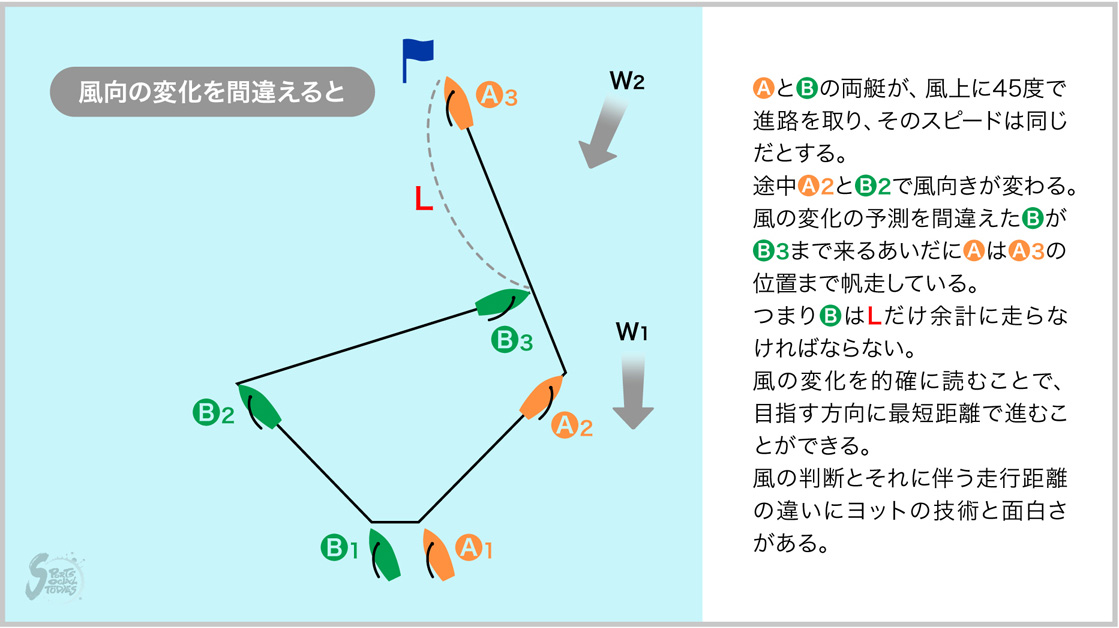 風向の変化を間違えると
A3
W2
L
W1
B3
B2
A2
B1
A1
SPORTS
SOCIAL
STUDIES
AとBの両艇が、風上に45度で
進路を取り、そのスピードは同じ
だとする。
途中A2とB2で風向きが変わる。
風の変化の予測を間違えたBが
B3まで来るあいだにAはA3の
位置まで帆走している。
つまりBはLだけ余計に走らな
ければならない。
風の変化を的確に読むことで、
目指す方向に最短距離で進むこ
とができる。
風の判断とそれに伴う走行距離
の違いにヨットの技術と面白さ
がある。